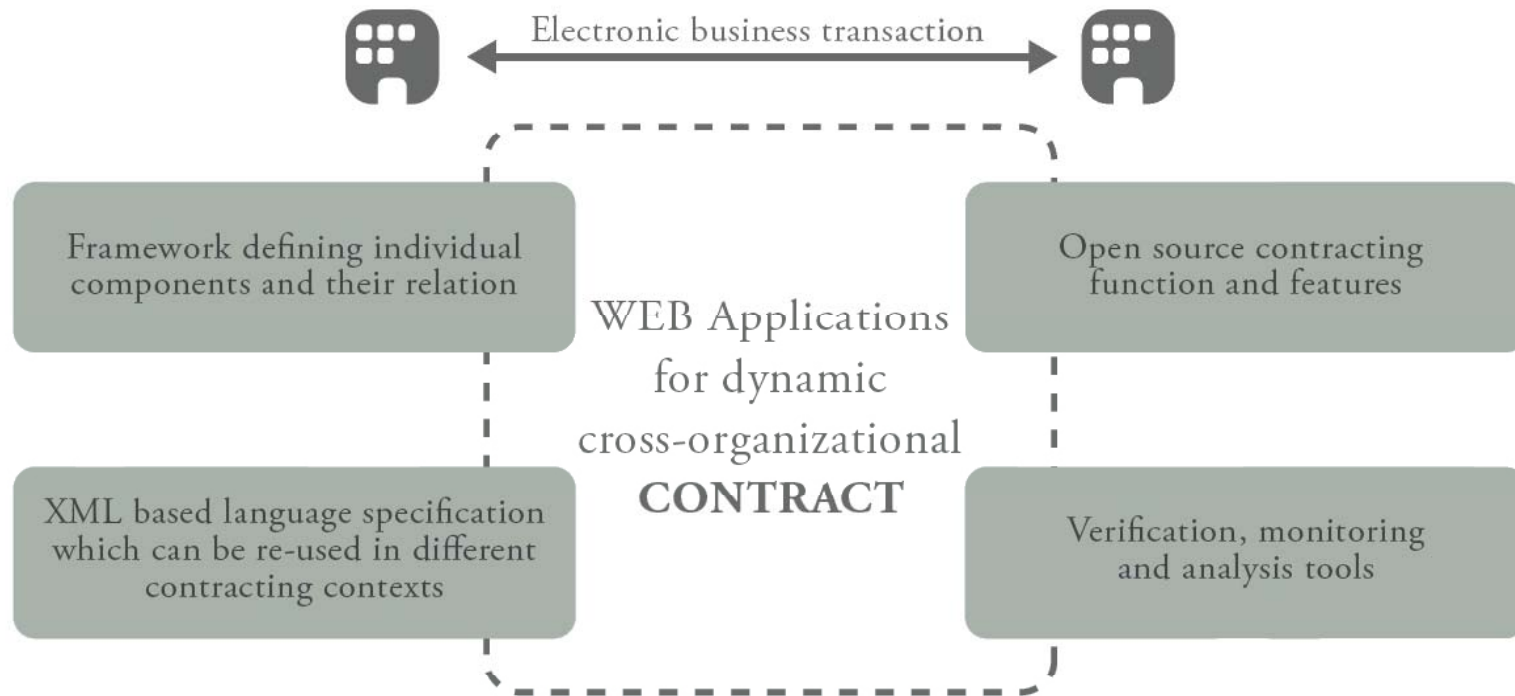 Electronic business transaction
Framework defining individual
components and their relation
Open source contracting
function and features
WEB Applications
for dynamic
cross-organizational
CONTRACT
XML based language specification
which can be re-used in different
contracting contexts
Verification, monitoring
and analysis tools